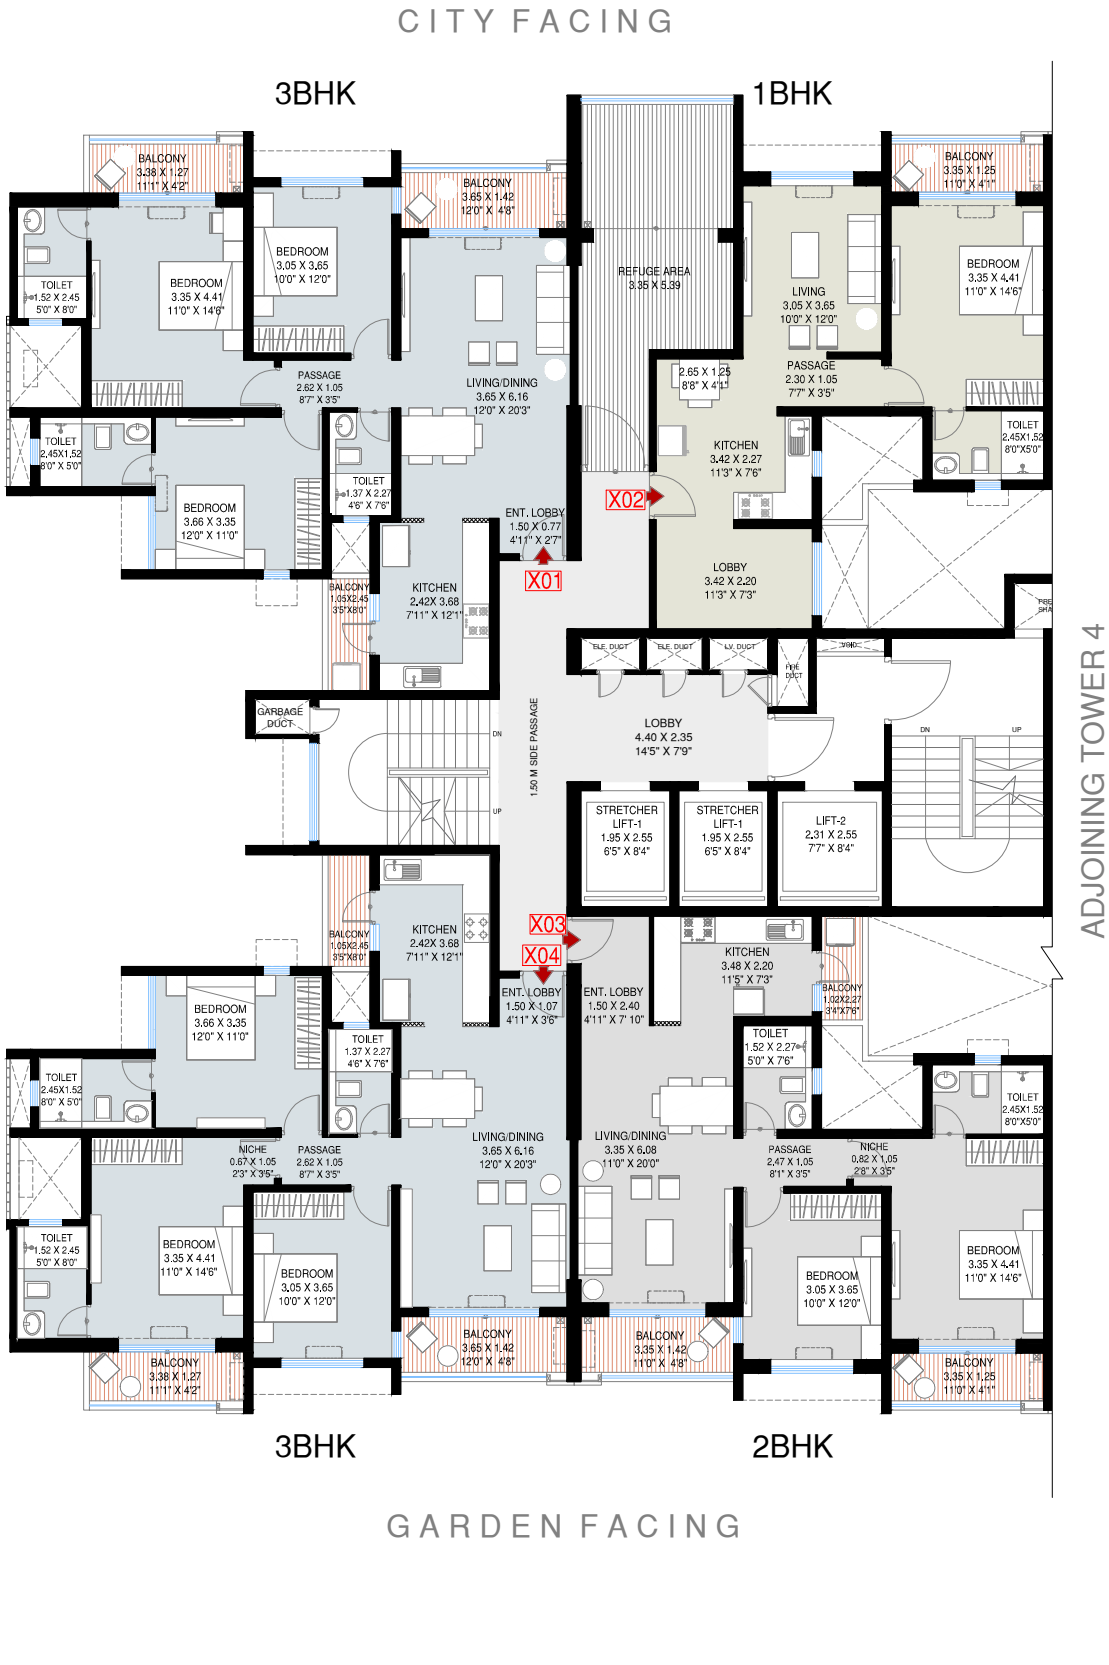 CITY FACING
3BHK
1BHK
BALCONY
3.38 X 1.27
11'1" X 4'2"
BALCONY
3.65 X 1.42
12'0" X 4'8"
BALCONY
3.35 X 1.25
11'0" X 4'1"
BEDROOM
3.05 X 3.65
10'0" X 12'0"
TOILET
1.52 X 2.45
5'0" X 8'0"
BEDROOM
3.35 X 4.41
11'0" X 14'6"
REFUGE AREA
3.35 X 5.39
LIVING
3.05 X 3.65
10'0" X 12'0"
BEDROOM
3.35 X 4.41
11'0" X 14'6"
PASSAGE
2.62 X 1.05
8'7" X 3'5"
LIVING/DINING
3.65 X 6.16
12'0" X 20'3"
2.65 X 1.25
8'8" X 4'1"
PASSAGE
2.30 X 1.05
7'7" X 3'5"
TOILET
2.45X1.52
8'0" X 5'0"
TOILET
1.37 X 2.27
4'6" X 7'6"
KITCHEN
3.42 X 2.27
11'3" X 7'6"
TOILET
2.45X1.52
8'0"X5'0"
BEDROOM
3.66 X 3.35
12'0" X 11'0"
ENT. LOBBY
1.50 X 0.77
4'11" X 2'7"
X02
X01
BALCONY
1.05X2.45
3'5"X8'0"
KITCHEN
2.42X 3.68
7'11" X 12'1"
LOBBY
3.42 X 2.20
11'3" X 7'3"
ELE. DUCT
ELE. DUCT
LV. DUCT
FIRE
DUCT
VOID
GARBAGE
DUCT
DN
UP
1.50 M SIDE PASSAGE
LOBBY
4.40 X 2.35
14'5" X 7'9"
DN
UP
ADJOINING TOWER 4
STRETCHER
LIFT-1
1.95 X 2.55
6'5" X 8'4"
STRETCHER
LIFT-1
1.95 X 2.55
6'5" X 8'4"
LIFT-2
2.31 X 2.55
7'7" X 8'4"
BALCONY
1.05X2.45
3'5"X8'0"
KITCHEN
2.42X 3.68
7'11" X 12'1"
X03
X04
KITCHEN
3.48 X 2.20
11'5" X 7'3"
BALCONY
1.02X2.27
3'4"X7'6"
ENT. LOBBY
1.50 X 1.07
4'11" X 3'6"
ENT. LOBBY
1.50 X 2.40
4'11" X 7' 10"
BEDROOM
3.66 X 3.35
12'0" X 11'0"
TOILET
1.37 X 2.27
4'6" X 7'6"
TOILET
1.52 X 2.27
5'0" X 7'6"
TOILET
2.45X1.52
8'0" X 5'0"
TOILET
2.45X1.52
8'0"X5'0"
NICHE
0.67 X 1.05
2'3" X 3'5"
PASSAGE
2.62 X 1.05
8'7" X 3'5"
LIVING/DINING
3.65 X 6.16
12'0" X 20'3"
LIVING/DINING
3.35 X 6.08
11'0" X 20'0"
PASSAGE
2.47 X 1.05
8'1" X 3'5"
NICHE
0.82 X 1.05
2'8" X 3'5"
TOILET
1.52 X 2.45
5'0" X 8'0"
BEDROOM
3.35 X 4.41
11'0" X 14'6"
BEDROOM
3.05 X 3.65
10'0" X 12'0"
BEDROOM
3.05 X 3.65
10'0" X 12'0"
BEDROOM
3.35 X 4.41
11'0" X 14'6"
BALCONY
3.38 X 1.27
11'1" X 4'2"
BALCONY
3.65 X 1.42
12'0" X 4'8"
BALCONY
3.35 X 1.42
11'0" X 4'8"
BALCONY
3.35 X 1.25
11'0" X 4'1"
3BHK
2BHK
GARDEN FACING